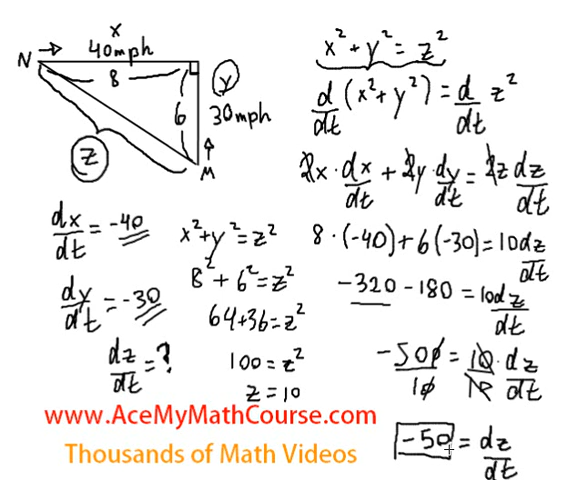 x
40mph
N →
8
y
6
30mph
↑
z
M
x² + y² = z²
d/dt (x² + y²) = d/dt z²
2x · dx/dt + 2y · dy/dt = 2z dz/dt
8 · (-40) + 6(-30) = 10 dz/dt
-320 - 180 = 10 dz/dt
-500/10 = 10/10 · dz/dt
-50 = dz/dt
dx/dt = -40
dy/dt = -30
dz/dt = ?
x² + y² = z²
8² + 6² = z²
64+36 = z²
100 = z²
z = 10
www.AceMyMathCourse.com
Thousands of Math Videos